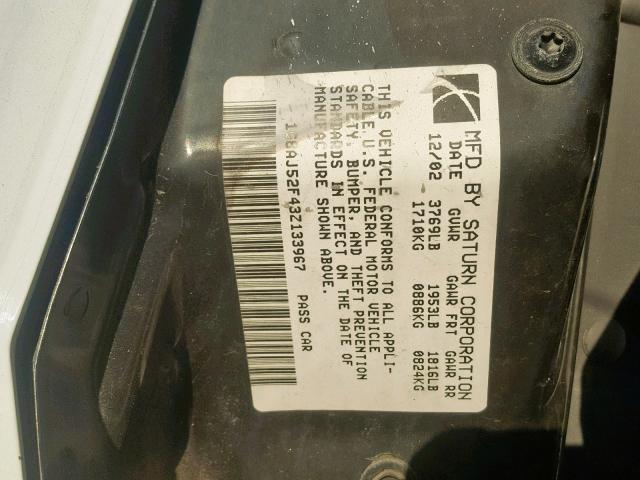 MFD BY SATURN CORPORATION
DATE GVWR GAWR FRT GAWR RR
12/02 3769LB 1953LB 1816LB
1710KG 0886KG 0824KG
THIS VEHICLE CONFORMS TO ALL APPLI-
CABLE U.S. FEDERAL MOTOR VEHICLE
SAFETY, BUMPER, AND THEFT PREVENTION
STANDARDS IN EFFECT ON THE DATE OF
MANUFACTURE SHOWN ABOVE.
1G8AJ52F43Z133967 PASS CAR